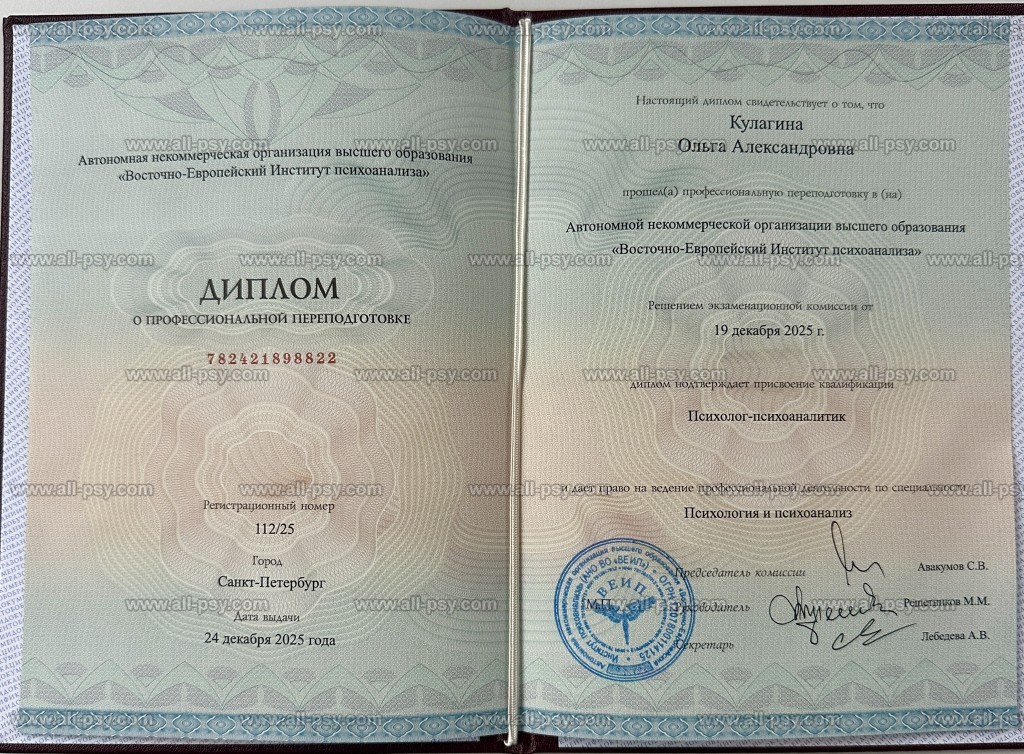 Автономная некоммерческая организация высшего образования
«Восточно-Европейский Институт психоанализа»
ДИПЛОМ
О ПРОФЕССИОНАЛЬНОЙ ПЕРЕПОДГОТОВКЕ
782421898822
Регистрационный номер
112/25
Город
Санкт-Петербург
Дата выдачи
24 декабря 2025 года
Настоящий диплом свидетельствует о том, что
Кулагина
Ольга Александровна
прошел(а) профессиональную переподготовку в (на)
Автономной некоммерческой организации высшего образования
«Восточно-Европейский Институт психоанализа»
Решением экзаменационной комиссии от
19 декабря 2025 г.
диплом подтверждает присвоение квалификации
Психолог-психоаналитик
и дает право на ведение профессиональной деятельности по специальности
Психология и психоанализ
Председатель комиссии
Авакумов С.В.
М.П.
Руководитель
Решетников М.М.
Секретарь
Лебедева А.В.
ВЕИП
www.all-psy.com